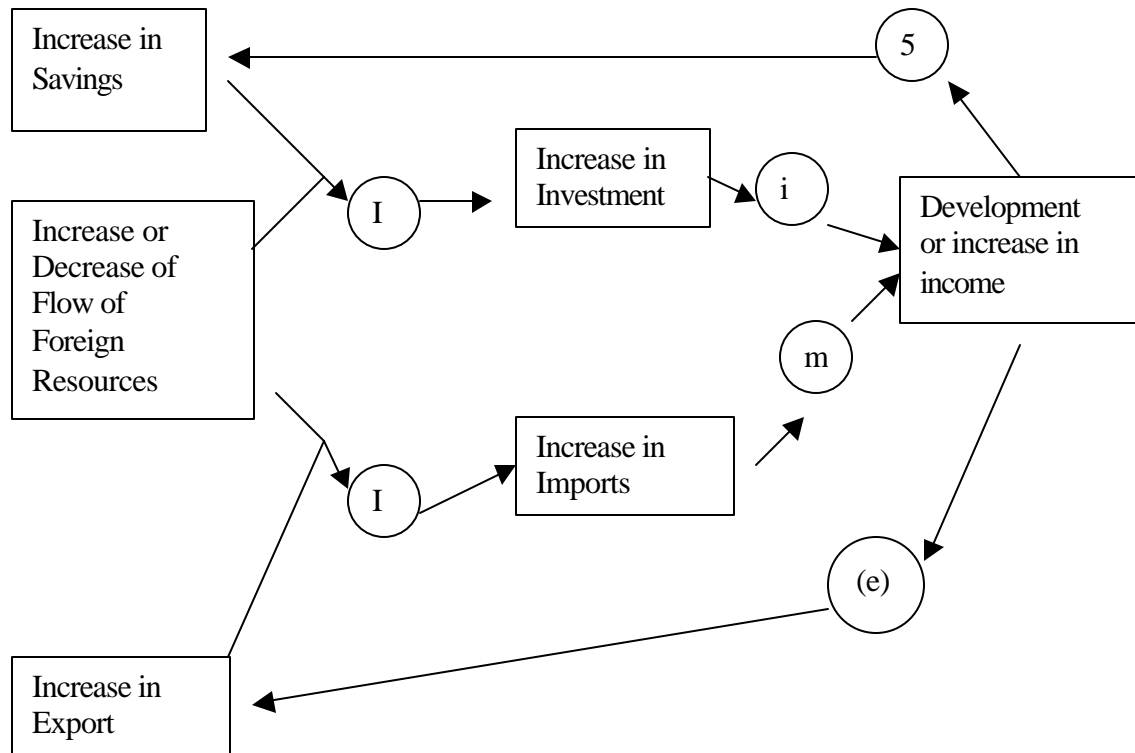 Increase in
Savings
5
Increase in
Investment
i
I
Development
or increase in
income
Increase or
Decrease of
Flow of
Foreign
Resources
m
Increase in
Imports
I
(e)
Increase in
Export